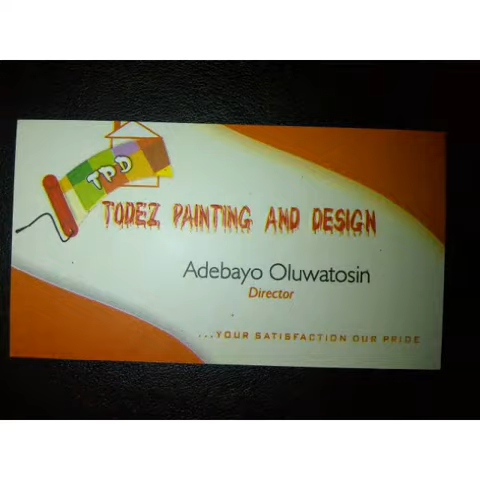 TPD
TODEZ PAINTING AND DESIGN
Adebayo Oluwatosin
Director
...YOUR SATISFACTION OUR PRIDE